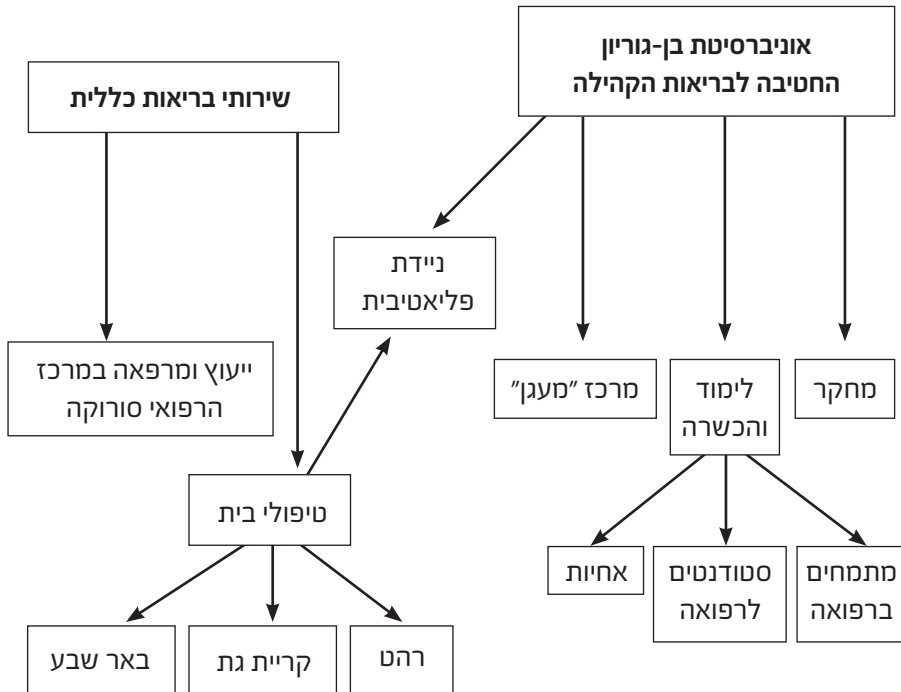 אוניברסיטת בן-גוריון
החטיבה לבריאות הקהילה
שירותי בריאות כללית
ניידת
פליאטיבית
מחקר
לימוד
והכשרה
מרכז "מעגן"
ייעוץ ומרפאה במרכז
הרפואי סורוקה
טיפולי בית
מתמחים
ברפואה
סטודנטים
לרפואה
אחיות
רהט
קריית גת
באר שבע